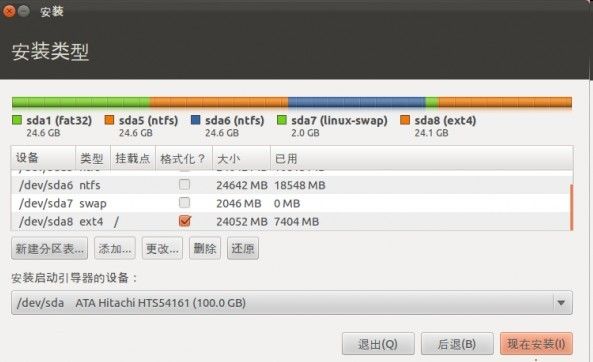 安装
安装类型
sda1 (fat32) sda5 (ntfs) sda6 (ntfs) sda7 (linux-swap) sda8 (ext4)
24.6 GB 24.6 GB 24.6 GB 2.0 GB 24.1 GB
设备 类型 挂载点 格式化？ 大小 已用
/dev/sda6 ntfs 24642 MB 18548 MB
/dev/sda7 swap 2046 MB 0 MB
/dev/sda8 ext4 / 24052 MB 7404 MB
新建分区表... 添加... 更改... 删除 还原
安装启动引导器的设备：
/dev/sda ATA Hitachi HTS54161 (100.0 GB)
退出(Q) 后退(B) 现在安装(I)